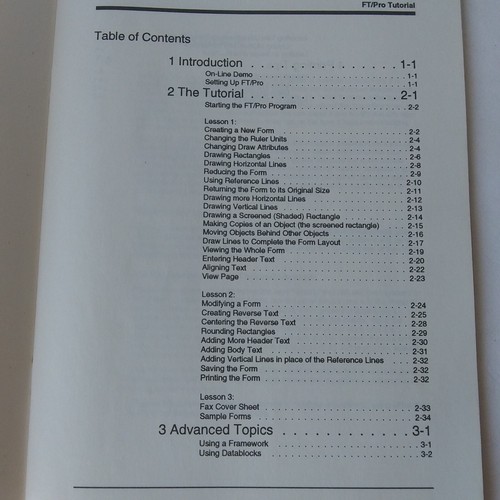 FT/Pro Tutorial
Table of Contents
1 Introduction . . . . . . . . . . . . . . . 1-1
On-Line Demo . . . . . . . . . . . . . . . 1-1
Setting Up FT/Pro . . . . . . . . . . . . . . . 1-1
2 The Tutorial . . . . . . . . . . . . . . . 2-1
Starting the FT/Pro Program . . . . . . . . . . . . . . . 2-2
Lesson 1:
Creating a New Form . . . . . . . . . . . . . . . 2-2
Changing the Ruler Units . . . . . . . . . . . . . . . 2-4
Changing Draw Attributes . . . . . . . . . . . . . . . 2-4
Drawing Rectangles . . . . . . . . . . . . . . . 2-6
Drawing Horizontal Lines . . . . . . . . . . . . . . . 2-8
Reducing the Form . . . . . . . . . . . . . . . 2-9
Using Reference Lines . . . . . . . . . . . . . . . 2-10
Returning the Form to its Original Size . . . . . . . . . . . . 2-11
Drawing more Horizontal Lines . . . . . . . . . . . . . . . 2-12
Drawing Vertical Lines . . . . . . . . . . . . . . . 2-13
Drawing a Screened (Shaded) Rectangle . . . . . . . . . . . 2-14
Making Copies of an Object (the screened rectangle) . . . . . 2-15
Moving Objects Behind Other Objects . . . . . . . . . . . . 2-16
Draw Lines to Complete the Form Layout . . . . . . . . . . . 2-17
Viewing the Whole Form . . . . . . . . . . . . . . . 2-19
Entering Header Text . . . . . . . . . . . . . . . 2-20
Aligning Text . . . . . . . . . . . . . . . 2-22
View Page . . . . . . . . . . . . . . . 2-23
Lesson 2:
Modifying a Form . . . . . . . . . . . . . . . 2-24
Creating Reverse Text . . . . . . . . . . . . . . . 2-25
Centering the Reverse Text . . . . . . . . . . . . . . . 2-28
Rounding Rectangles . . . . . . . . . . . . . . . 2-29
Adding More Header Text . . . . . . . . . . . . . . . 2-30
Adding Body Text . . . . . . . . . . . . . . . 2-31
Adding Vertical Lines in place of the Reference Lines . . . . . 2-32
Saving the Form . . . . . . . . . . . . . . . 2-32
Printing the Form . . . . . . . . . . . . . . . 2-32
Lesson 3:
Fax Cover Sheet . . . . . . . . . . . . . . . 2-33
Sample Forms . . . . . . . . . . . . . . . 2-34
3 Advanced Topics . . . . . . . . . . . . . 3-1
Using a Framework . . . . . . . . . . . . . . . 3-1
Using Datablocks . . . . . . . . . . . . . . . 3-2